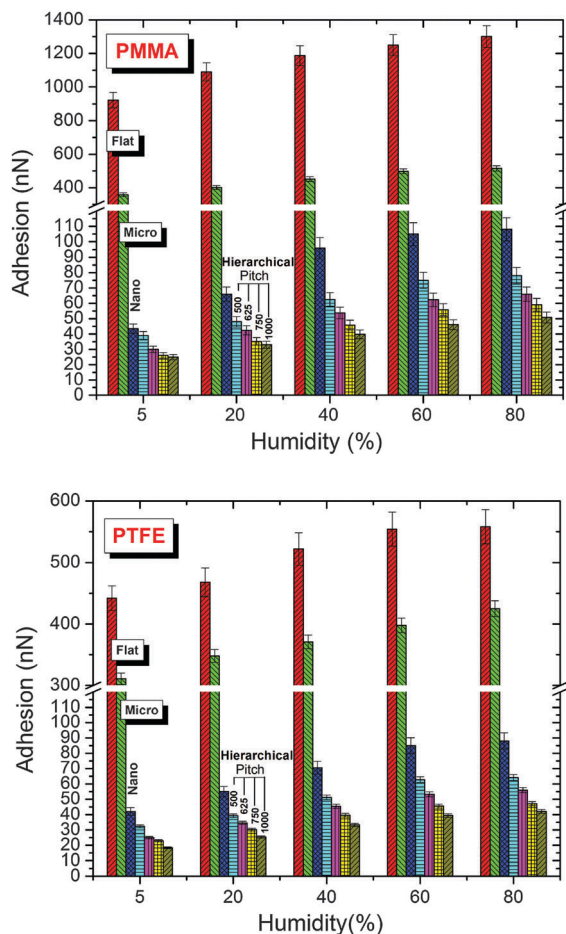 PMMA
Adhesion (nN)
1400
1200
1000
800
600
400
110
100
90
80
70
60
50
40
30
20
10
0
Flat
Micro
Nano
Hierarchical
Pitch
500
625
750
1000
5 20 40 60 80
Humidity (%)
PTFE
Adhesion (nN)
600
500
400
300
110
100
90
80
70
60
50
40
30
20
10
0
Flat
Micro
Nano
Hierarchical
Pitch
500
625
750
1000
5 20 40 60 80
Humidity(%)